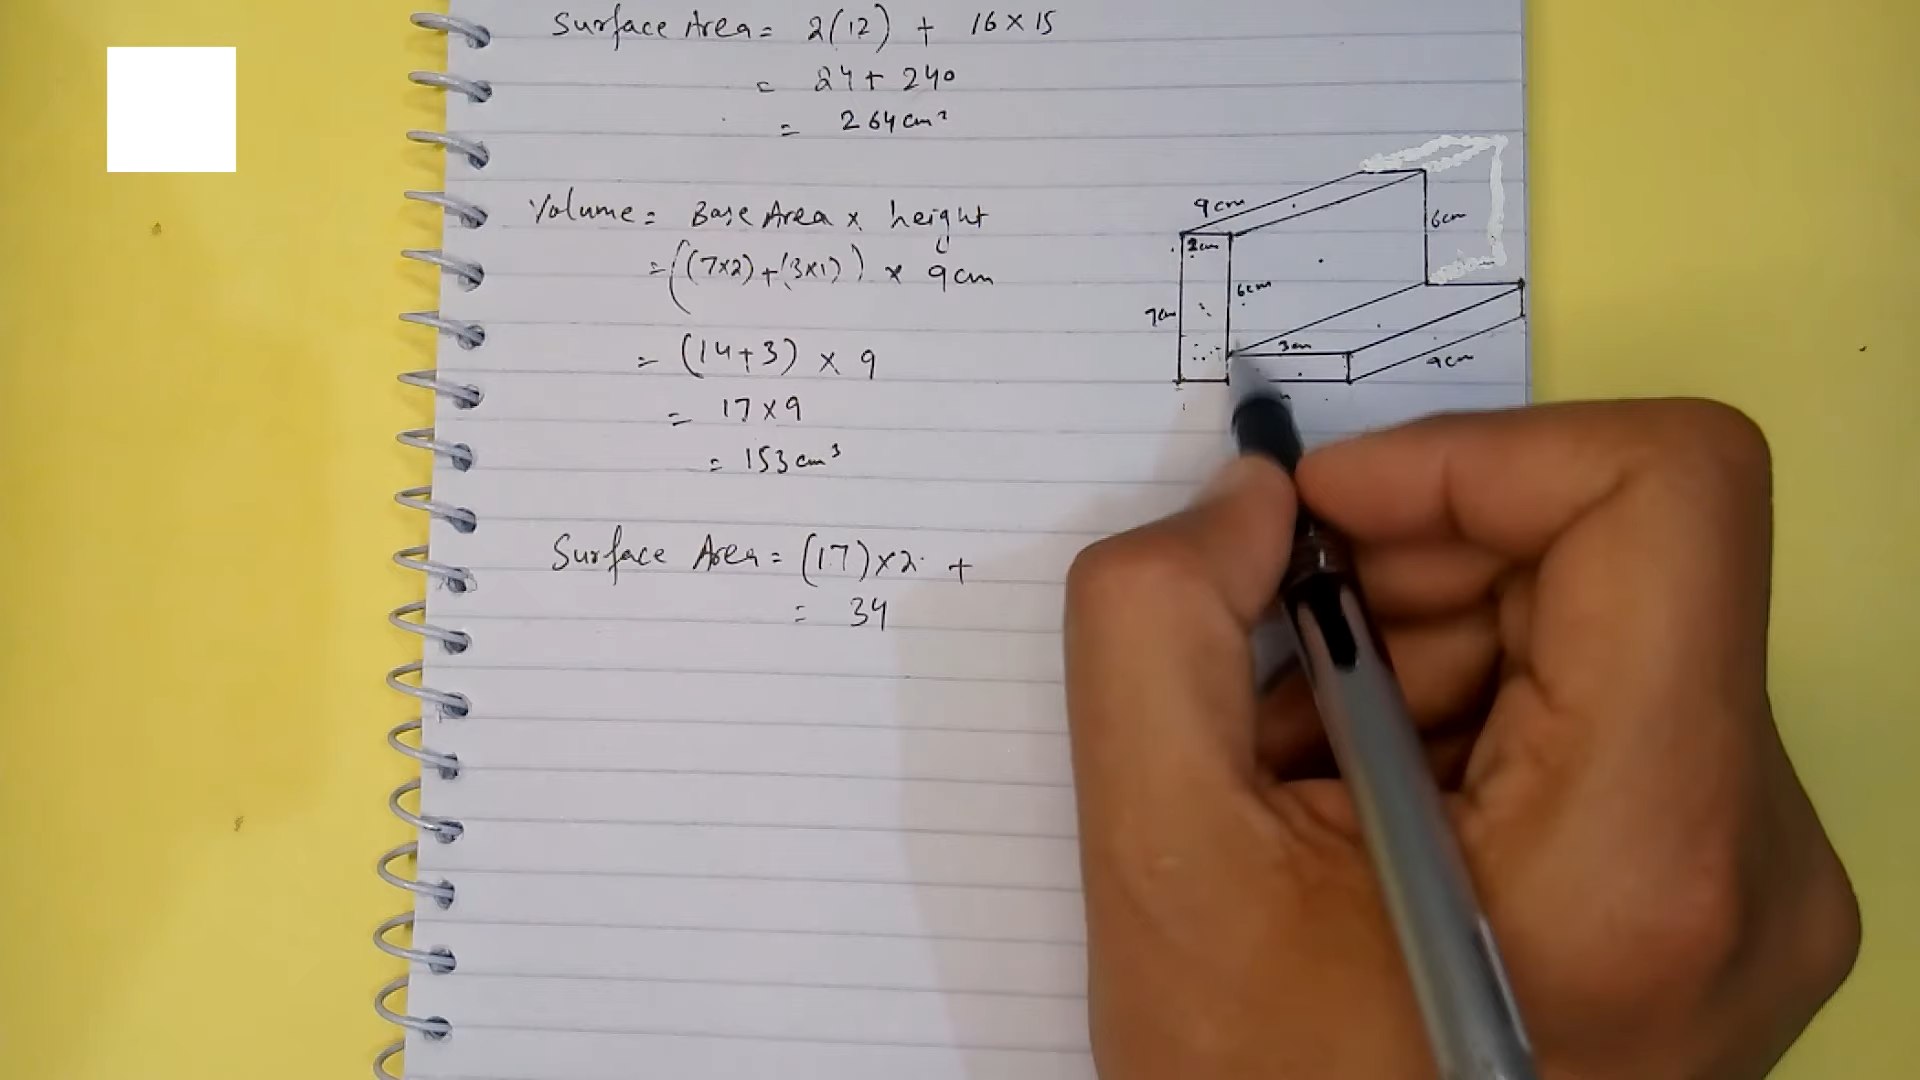 Surface Area = 2(12) + 16 × 15
= 24 + 240
= 264 cm²
Volume = Base Area × height
= ((7×2) + (3×1)) × 9 cm
= (14+3) × 9
= 17 × 9
= 153 cm³
Surface Area = (17) × 2 +
= 34
9cm
2cm
6cm
6cm
7cm
3cm
9cm